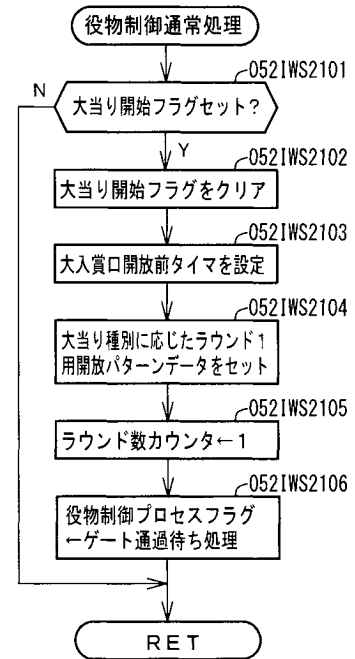 役物制御通常処理
052IWS2101
N
大当り開始フラグセット?
Y
052IWS2102
大当り開始フラグをクリア
052IWS2103
大入賞口開放前タイマを設定
052IWS2104
大当り種別に応じたラウンド1
用開放パターンデータをセット
052IWS2105
ラウンド数カウンタ←1
052IWS2106
役物制御プロセスフラグ
←ゲート通過待ち処理
RET